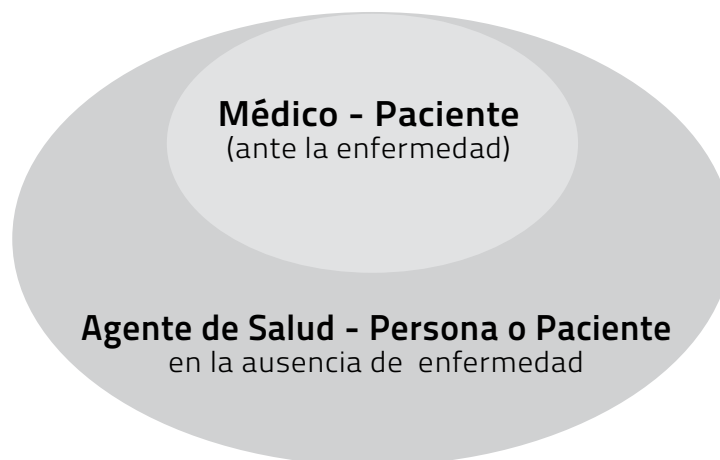 Médico - Paciente
(ante la enfermedad)
Agente de Salud - Persona o Paciente
en la ausencia de enfermedad